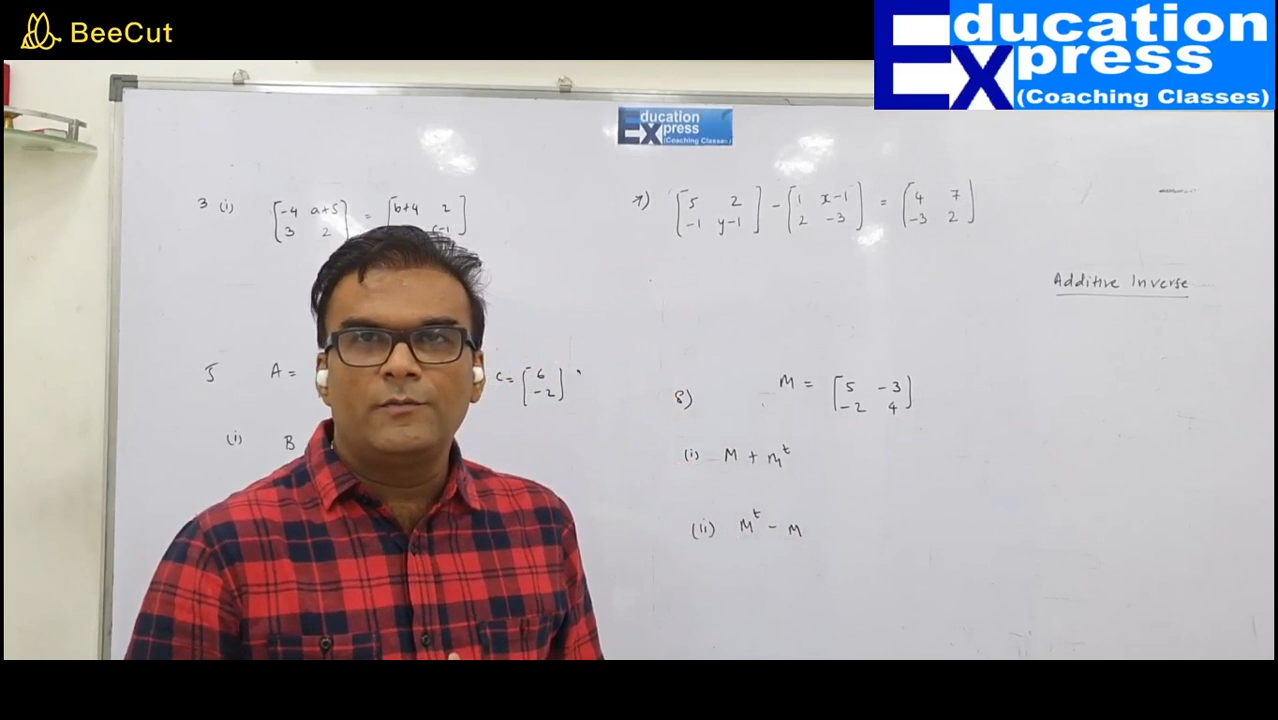 BeeCut
Education
Express
(Coaching Classes)
Education
Express
(Coaching Classes)
3 (i) [-4 a+5] = [b+4 2]
[3 2] [c-1]
7) [5 2] - [1 x-1] = [4 7]
[-1 y-1] [2 -3] [-3 2]
Additive Inverse
5 A = C = [6]
[-2]
(i) B
8) M = [5 -3]
[-2 4]
(i) M + M^t
(ii) M^t - M